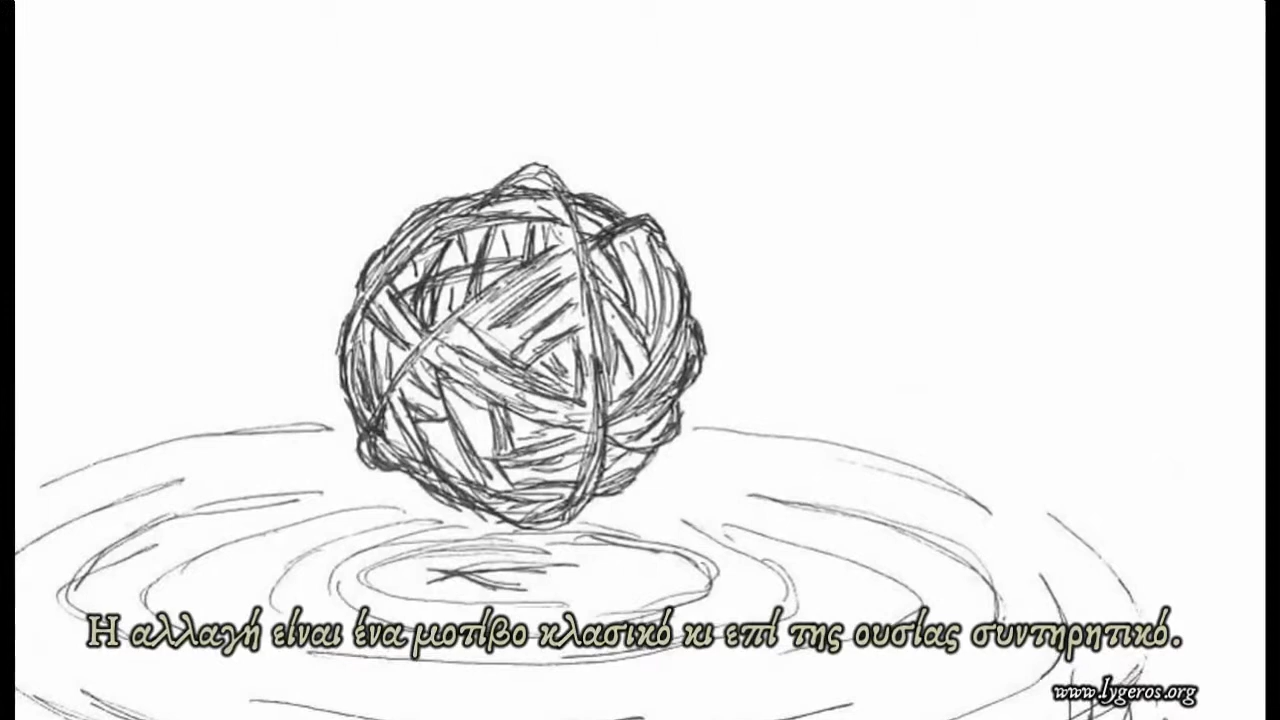 Η αλλαγή είναι ένα μοτίβο κλασικό κι επί της ουσίας συντηρητικό.
www.lygeros.org